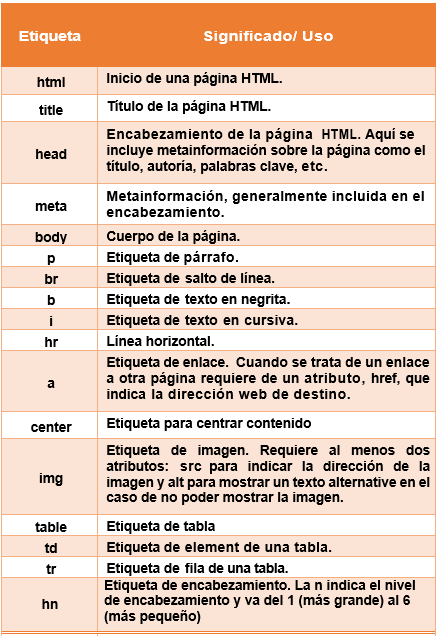 Etiqueta Significado/ Uso
html Inicio de una página HTML.
title Título de la página HTML.
Encabezamiento de la página HTML. Aquí se
head incluye metainformación sobre la página como el
título, autoría, palabras clave, etc.
Metainformación, generalmente incluida en el
meta encabezamiento.
body Cuerpo de la página.
p Etiqueta de párrafo.
br Etiqueta de salto de línea.
b Etiqueta de texto en negrita.
i Etiqueta de texto en cursiva.
hr Línea horizontal.
Etiqueta de enlace. Cuando se trata de un enlace
a a otra página requiere de un atributo, href, que
indica la dirección web de destino.
center Etiqueta para centrar contenido
Etiqueta de imagen. Requiere al menos dos
atributos: src para indicar la dirección de la
img imagen y alt para mostrar un texto alternative en el
caso de no poder mostrar la imagen.
table Etiqueta de tabla
td Etiqueta de element de una tabla.
tr Etiqueta de fila de una tabla.
Etiqueta de encabezamiento. La n indica el nivel
hn de encabezamiento y va del 1 (más grande) al 6
(más pequeño)